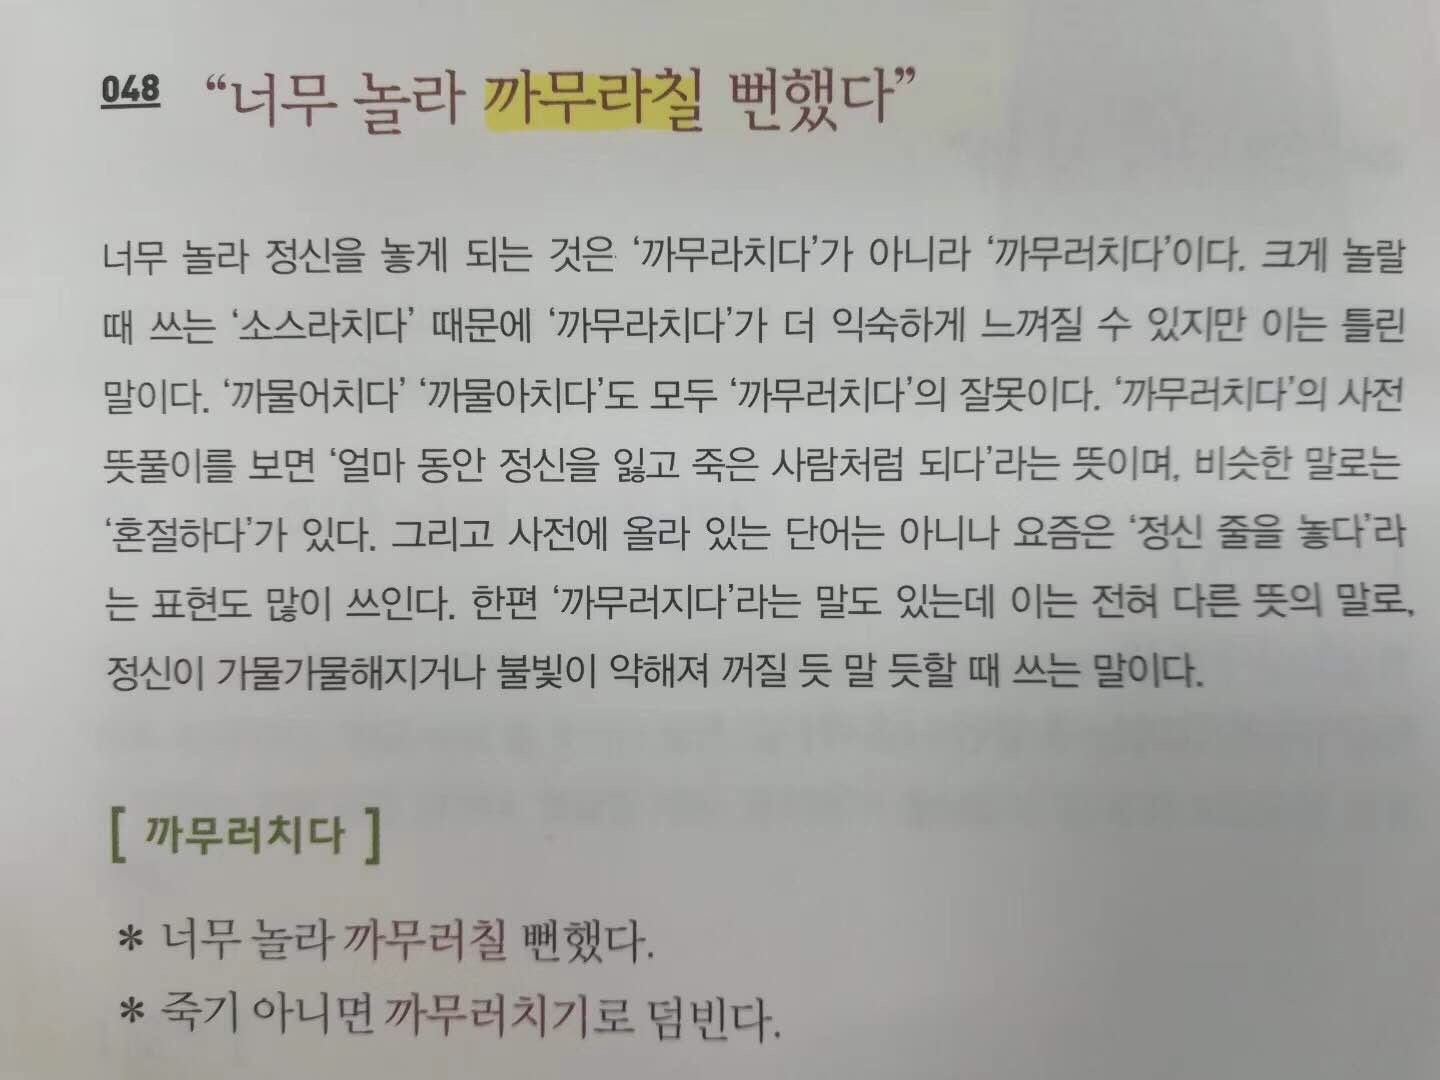 048 “너무 놀라 까무라칠 뻔했다”
너무 놀라 정신을 놓게 되는 것은 ‘까무라치다’가 아니라 ‘까무러치다’이다. 크게 놀랄
때 쓰는 ‘소스라치다’ 때문에 ‘까무라치다’가 더 익숙하게 느껴질 수 있지만 이는 틀린
말이다. ‘까물어치다’ ‘까물아치다’도 모두 ‘까무러치다’의 잘못이다. ‘까무러치다’의 사전
뜻풀이를 보면 ‘얼마 동안 정신을 잃고 죽은 사람처럼 되다’라는 뜻이며, 비슷한 말로는
‘혼절하다’가 있다. 그리고 사전에 올라 있는 단어는 아니나 요즘은 ‘정신 줄을 놓다’라
는 표현도 많이 쓰인다. 한편 ‘까무러지다’라는 말도 있는데 이는 전혀 다른 뜻의 말로,
정신이 가물가물해지거나 불빛이 약해져 꺼질 듯 말 듯할 때 쓰는 말이다.
[ 까무러치다 ]
* 너무 놀라 까무러칠 뻔했다.
* 죽기 아니면 까무러치기로 덤빈다.